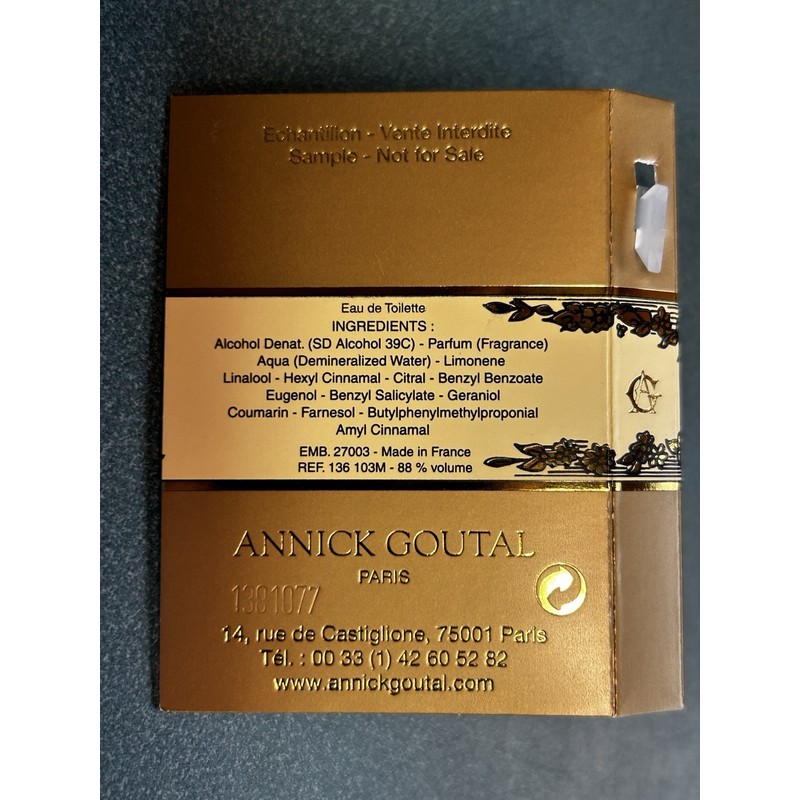 Echantillon - Vente Interdite
Sample - Not for Sale
Eau de Toilette
INGREDIENTS :
Alcohol Denat. (SD Alcohol 39C) - Parfum (Fragrance)
Aqua (Demineralized Water) - Limonene
Linalool - Hexyl Cinnamal - Citral - Benzyl Benzoate
Eugenol - Benzyl Salicylate - Geraniol
Coumarin - Farnesol - Butylphenylmethylproponial
Amyl Cinnamal
EMB. 27003 - Made in France
REF. 136 103M - 88 % volume
AG
ANNICK GOUTAL
PARIS
1381077
14, rue de Castiglione, 75001 Paris
Tél. : 00 33 (1) 42 60 52 82
www.annickgoutal.com